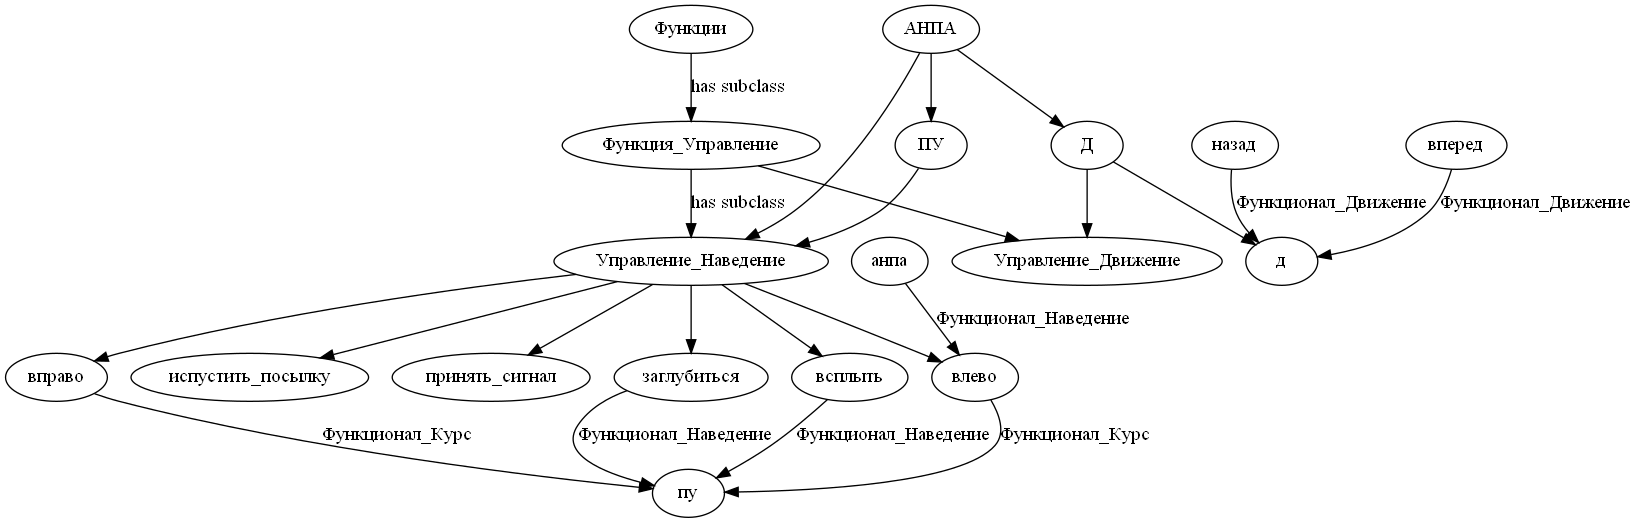 Функции
АНПА
has subclass
Функция_Управление
ПУ
Д
назад
вперед
has subclass
Функционал_Движение
Функционал_Движение
Управление_Наведение
анпа
Управление_Движение
д
Функционал_Наведение
вправо
испустить_посылку
принять_сигнал
заглубиться
всплыть
влево
Функционал_Курс
Функционал_Наведение
Функционал_Наведение
Функционал_Курс
пу